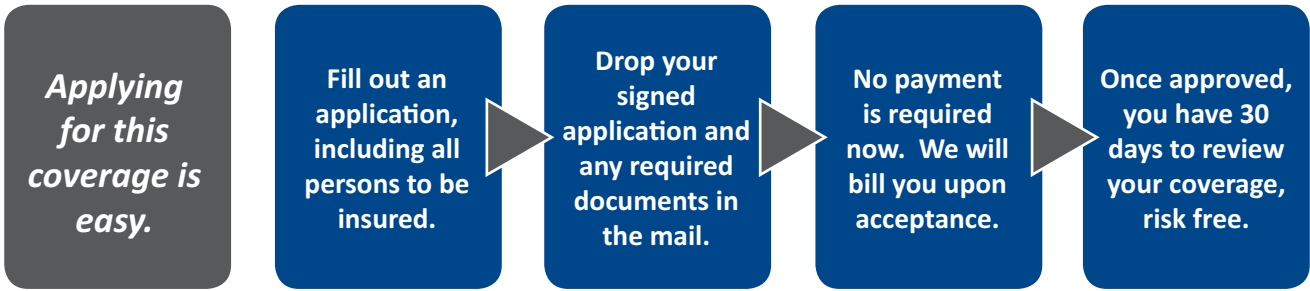 Applying
for this
coverage is
easy.
Fill out an
application,
including all
persons to be
insured.
Drop your
signed
application and
any required
documents in
the mail.
No payment
is required
now.  We will
bill you upon
acceptance.
Once approved,
you have 30
days to review
your coverage,
risk free.